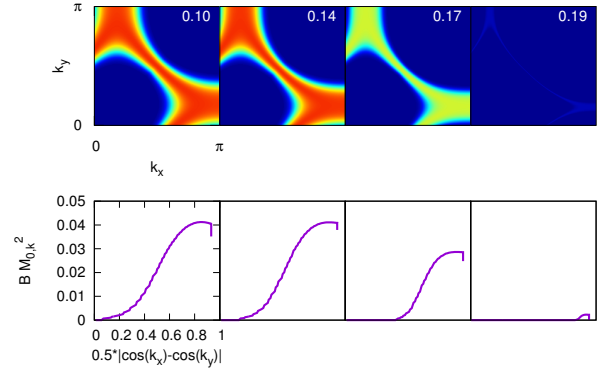 π
0.10 0.14 0.17 0.19
k_y
0
0 π
k_x
0.05
0.04
0.03
0.02
0.01
0
B M_{0,k}^2
0 0.2 0.4 0.6 0.8 1
0.5*|cos(k_x)-cos(k_y)|